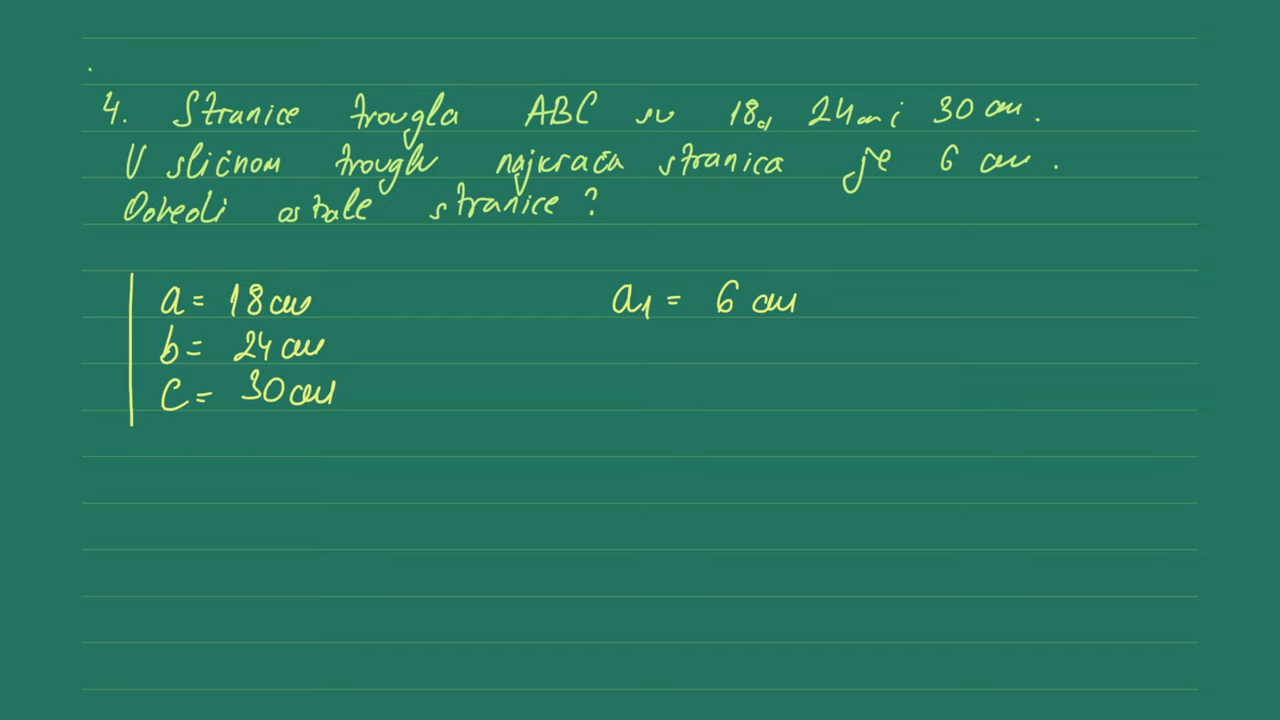 4. Stranice trougla ABC su 18, 24 cm i 30 cm.
U sličnom trouglu najkraća stranica je 6 cm.
Odredi ostale stranice?
a = 18 cm
a₁ = 6 cm
b = 24 cm
c = 30 cm